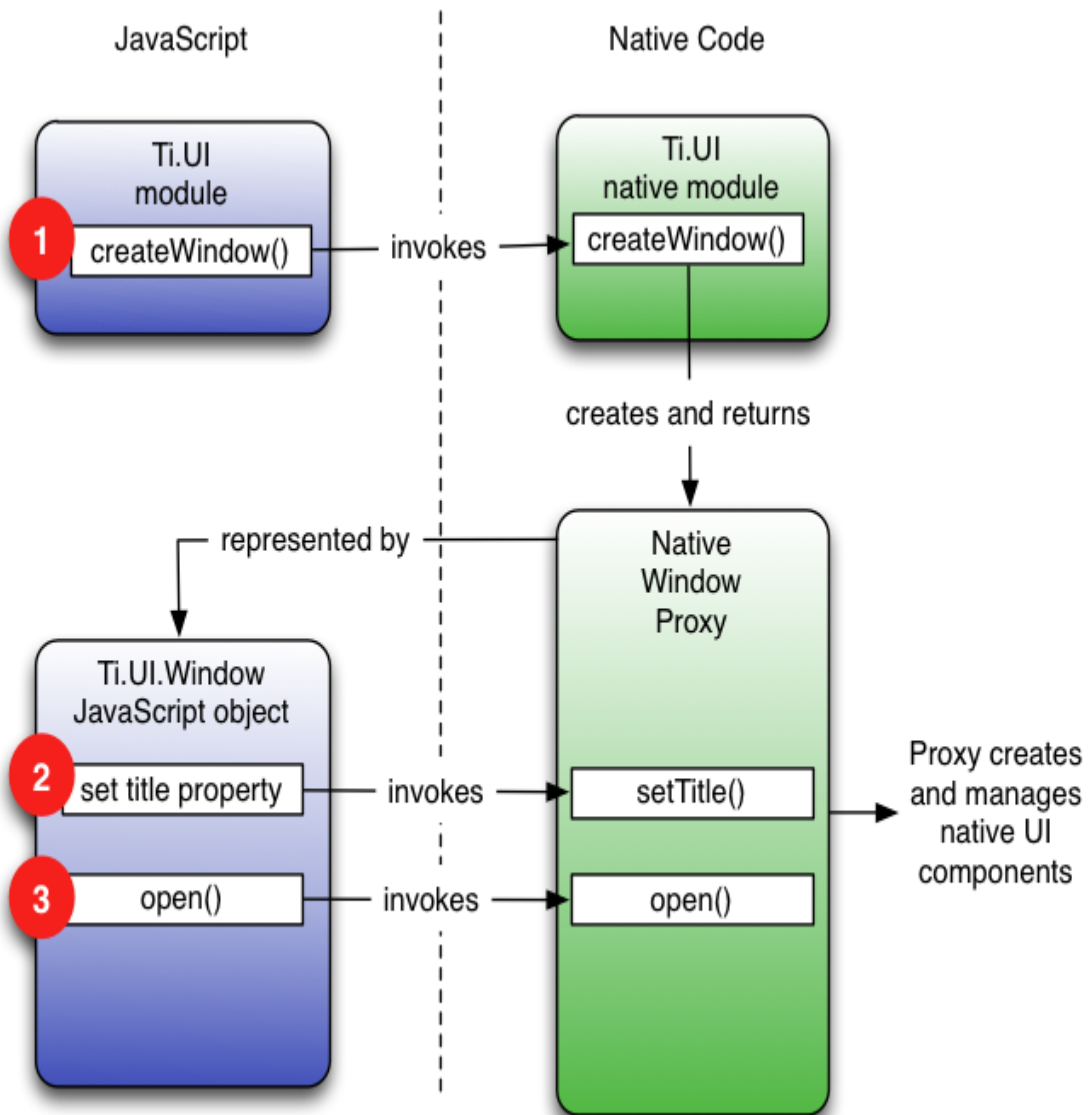 JavaScript
Native Code
Ti.UI
module
1
createWindow()
invokes
Ti.UI
native module
createWindow()
creates and returns
represented by
Native
Window
Proxy
Ti.UI.Window
JavaScript object
2
set title property
invokes
setTitle()
3
open()
invokes
open()
Proxy creates
and manages
native UI
components